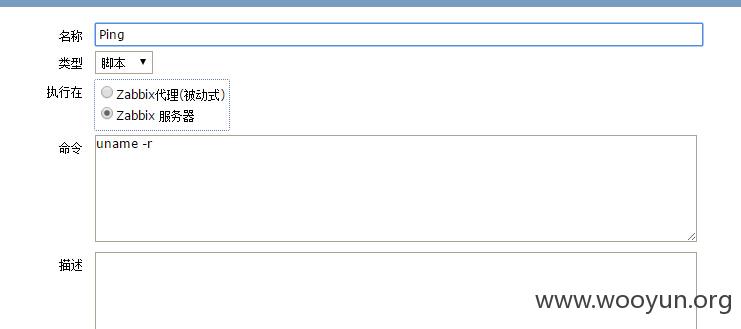 名称 Ping
类型 脚本
执行在 Zabbix代理(被动式)
Zabbix 服务器
命令 uname -r
描述
www.wooyun.org